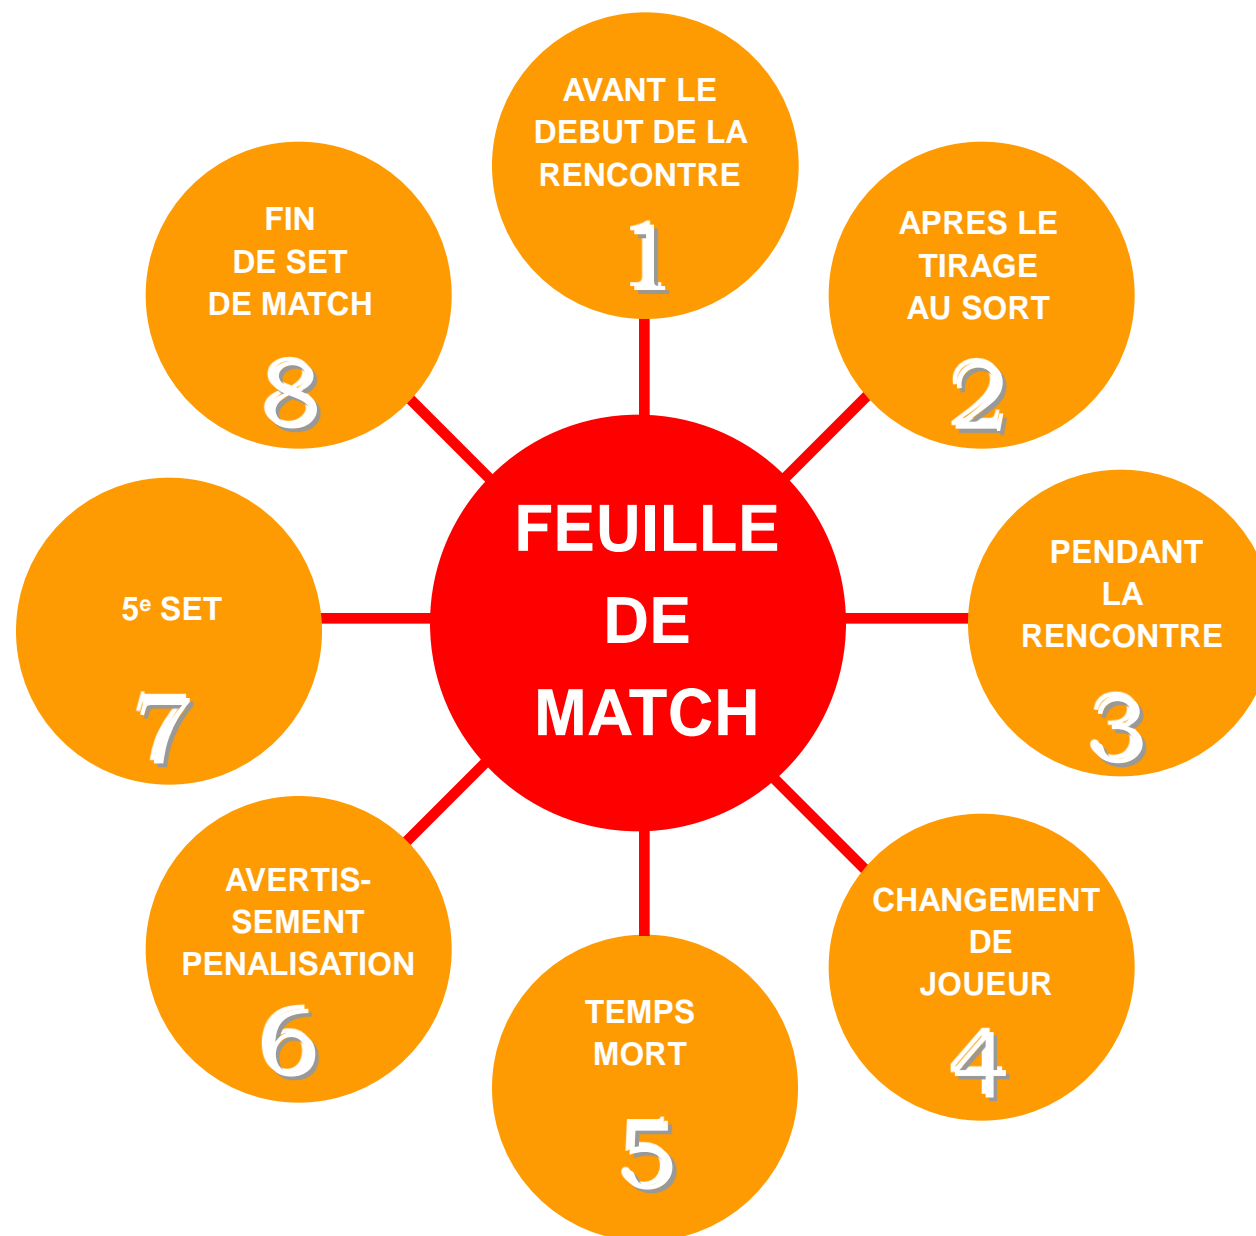 AVANT LE
DEBUT DE LA
RENCONTRE
1
APRES LE
TIRAGE
AU SORT
2
PENDANT
LA
RENCONTRE
3
CHANGEMENT
DE
JOUEUR
4
TEMPS
MORT
5
AVERTIS-
SEMENT
PENALISATION
6
5e SET
7
FIN
DE SET
DE MATCH
8
FEUILLE
DE
MATCH